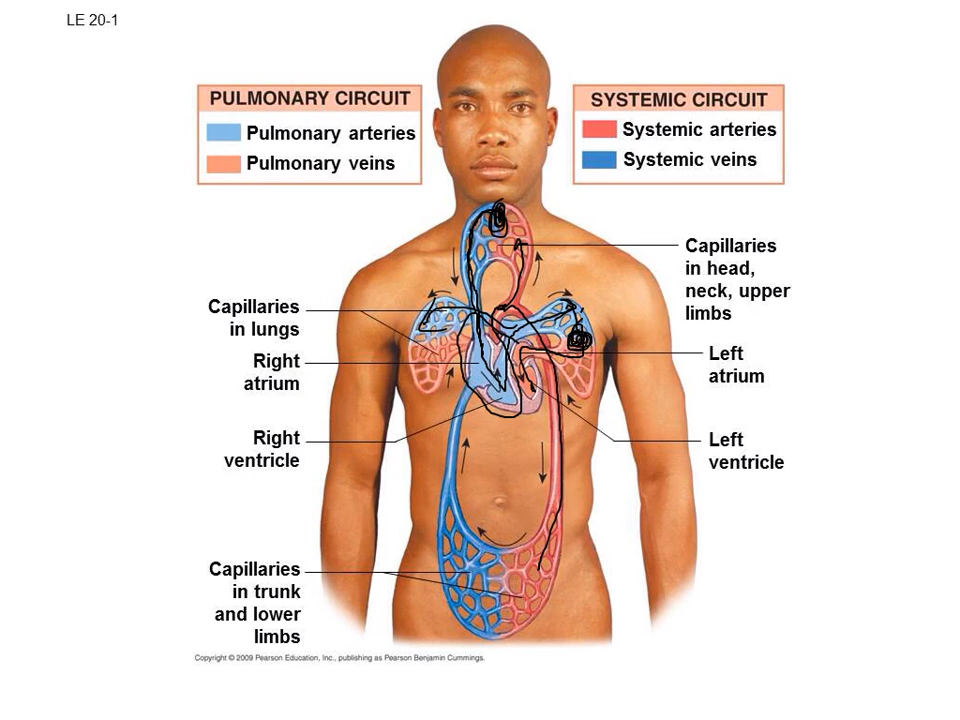 LE 20-1
PULMONARY CIRCUIT
Pulmonary arteries
Pulmonary veins
SYSTEMIC CIRCUIT
Systemic arteries
Systemic veins
Capillaries
in head,
neck, upper
limbs
Capillaries
in lungs
Right
atrium
Left
atrium
Right
ventricle
Left
ventricle
Capillaries
in trunk
and lower
limbs
Copyright © 2009 Pearson Education, Inc., publishing as Pearson Benjamin Cummings.